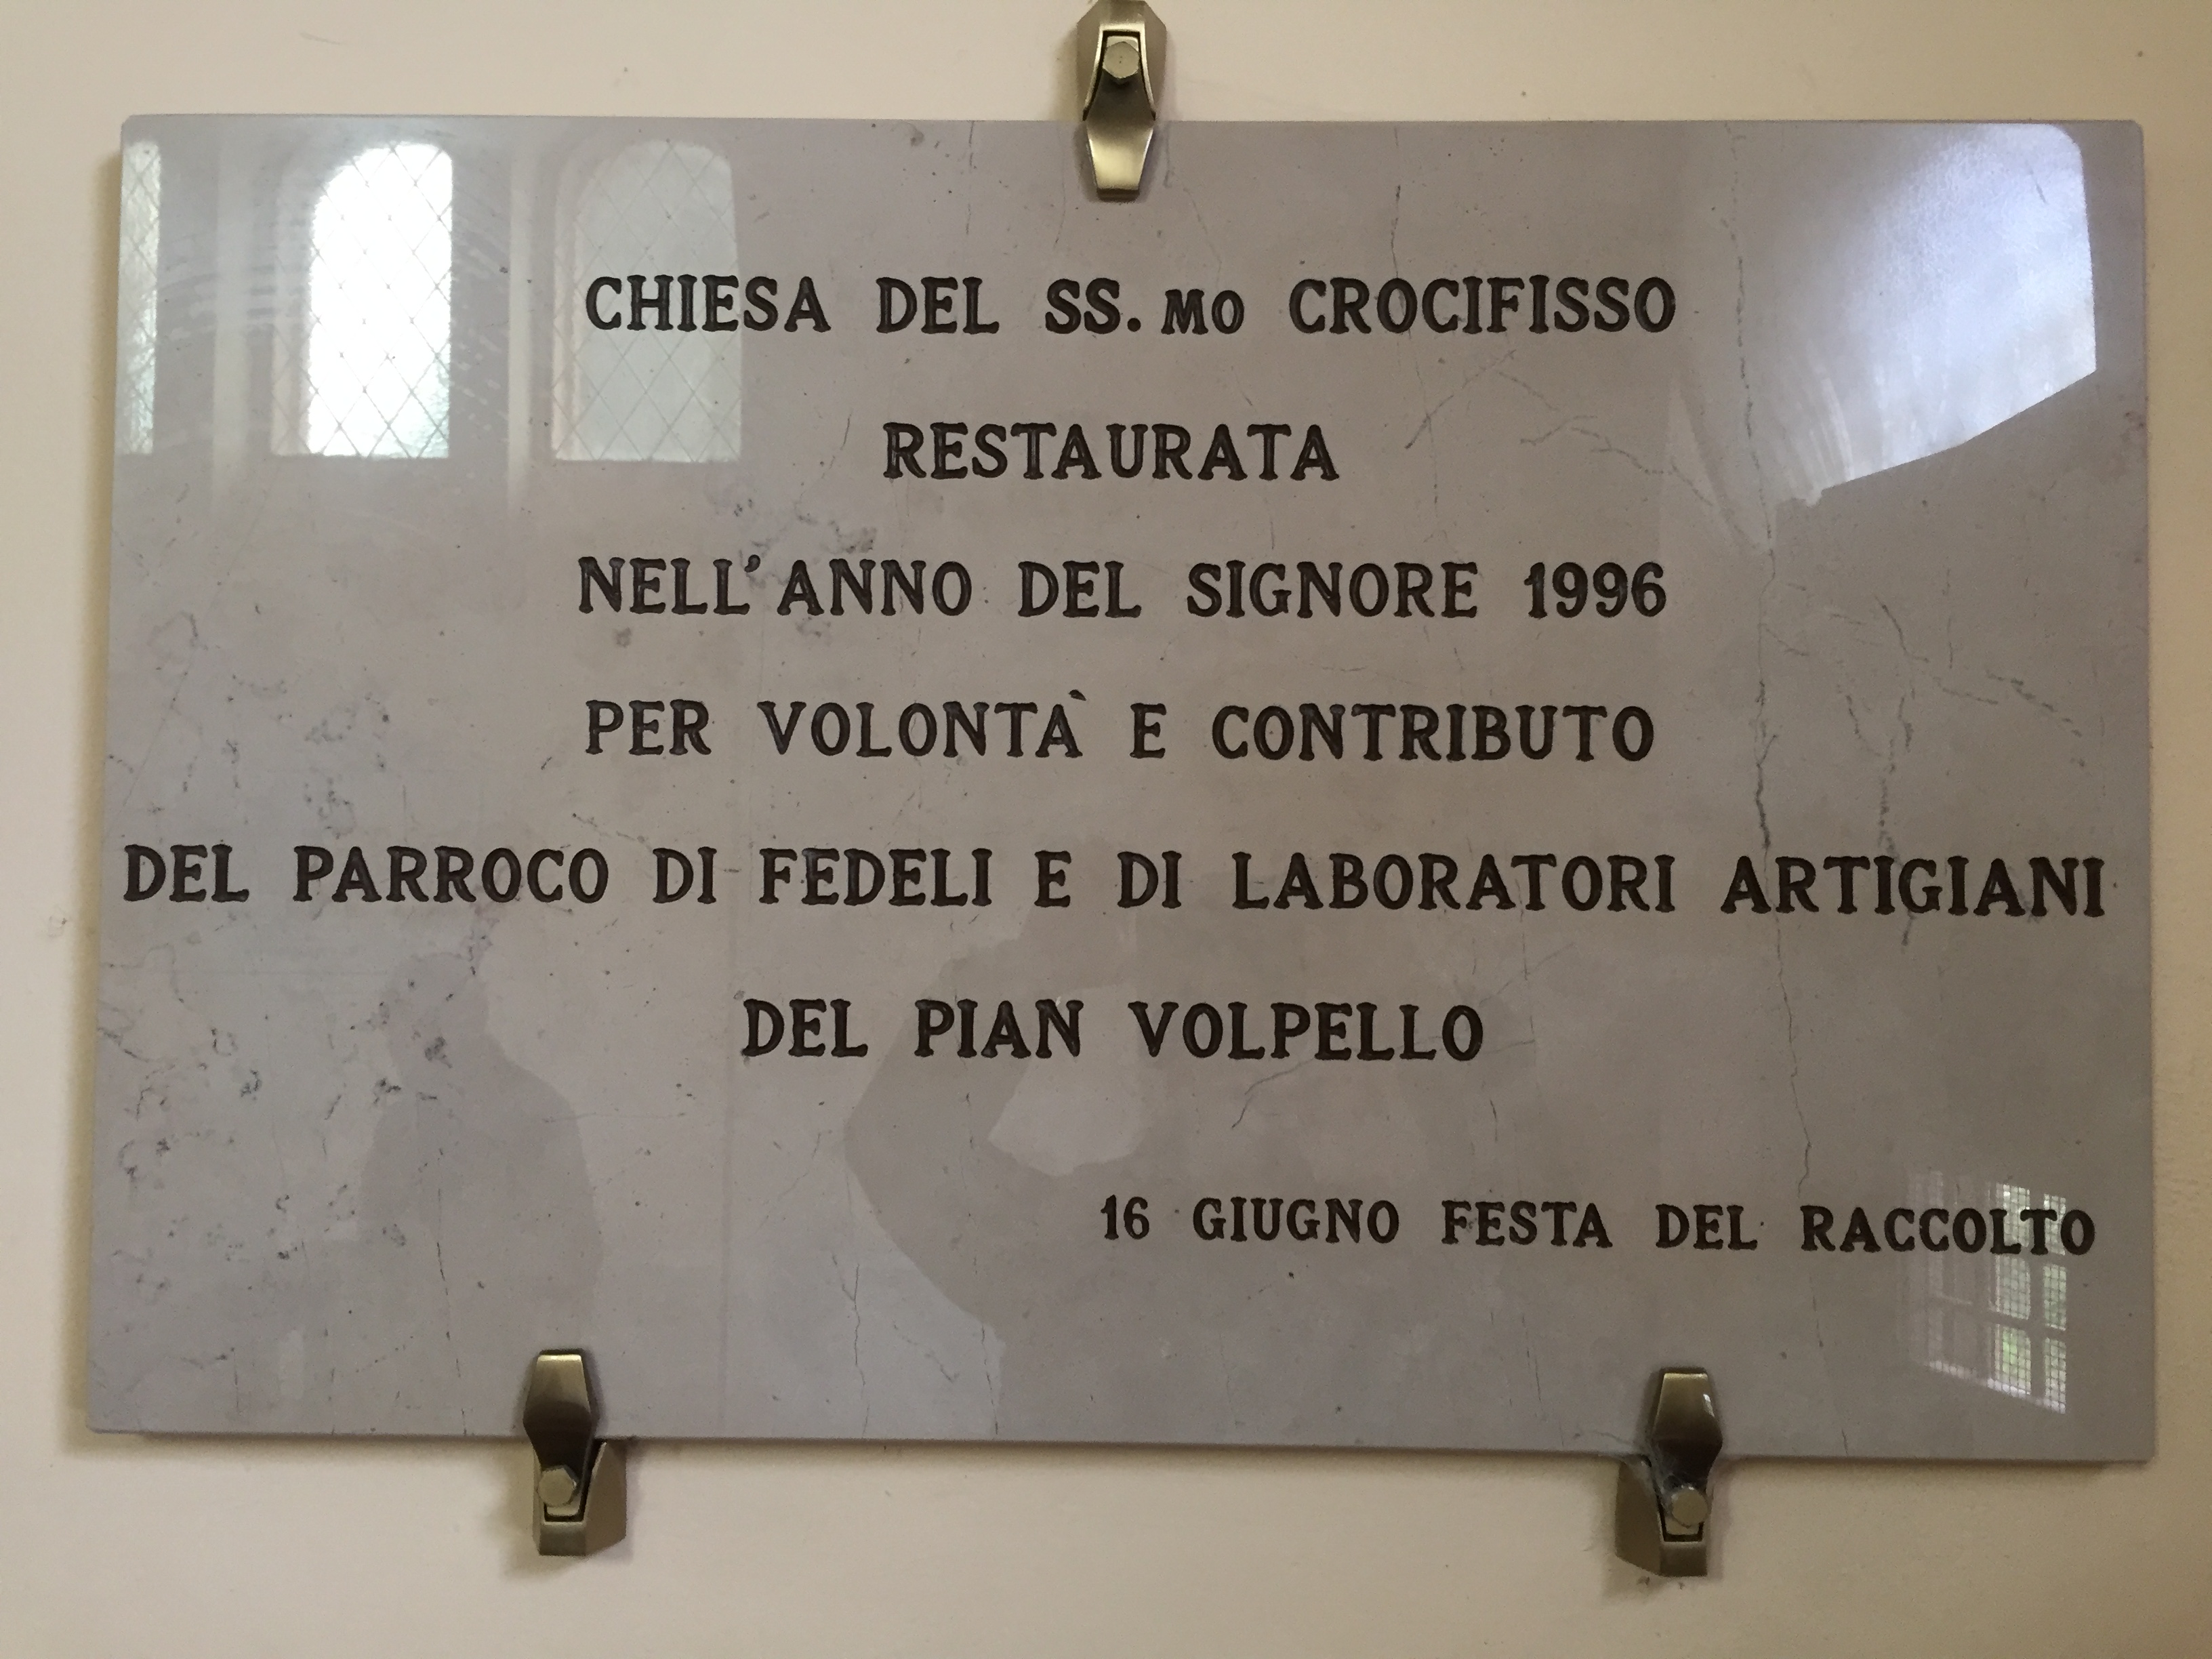 CHIESA DEL SS.MO CROCIFISSO
RESTAURATA
NELL'ANNO DEL SIGNORE 1996
PER VOLONTÀ E CONTRIBUTO
DEL PARROCO DI FEDELI E DI LABORATORI ARTIGIANI
DEL PIAN VOLPELLO
16 GIUGNO FESTA DEL RACCOLTO